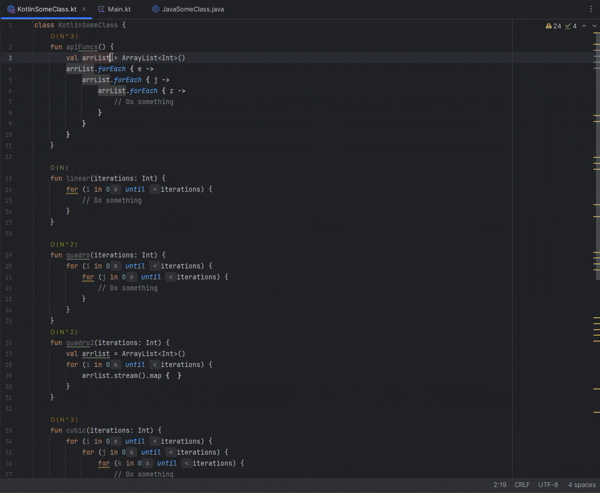 KotlinSomeClass.kt × Main.kt JavaSomeClass.java
1 class KotlinSomeClass { 24 4
O(N^3)
2 fun apiFuncs() {
3 val arrList = ArrayList<Int>()
4 arrList.forEach { e ->
5 arrList.forEach { j ->
6 arrList.forEach { z ->
7 // Do something
8 }
9 }
10 }
11 }
12
O(N)
13 fun linear(iterations: Int) {
14 for (i in 0 ≤ until < iterations) {
15 // Do something
16 }
17 }
18
O(N^2)
19 fun quadro(iterations: Int) {
20 for (i in 0 ≤ until < iterations) {
21 for (j in 0 ≤ until < iterations) {
22 // Do something
23 }
24 }
25 }
O(N^2)
26 fun quadro2(iterations: Int) {
27 val arrlist = ArrayList<Int>()
28 for (i in 0 ≤ until < iterations) {
29 arrlist.stream().map { }
30 }
31 }
32
O(N^3)
33 fun cubic(iterations: Int) {
34 for (i in 0 ≤ until < iterations) {
35 for (j in 0 ≤ until < iterations) {
36 for (k in 0 ≤ until < iterations) {
37 // Do something
2:19 CRLF UTF-8 4 spaces